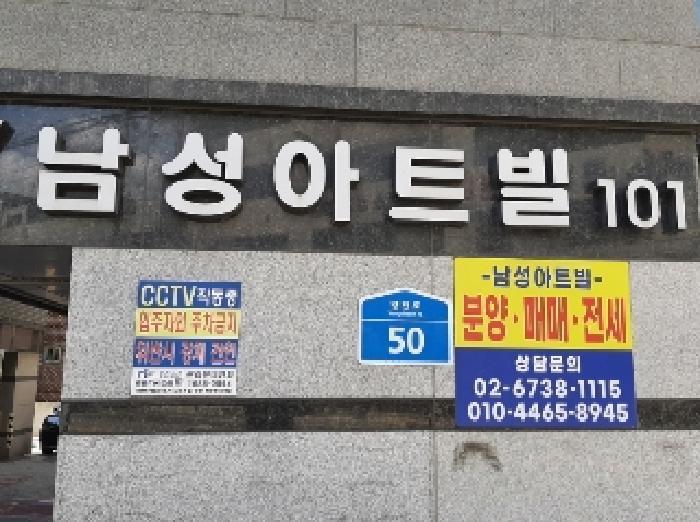 남성아트빌 101
CCTV작동중
입주자외 주차금지
위반시 강제 견인
50
-남성아트빌-
분양·매매·전세
상담문의
02-6738-1115
010-4465-8945